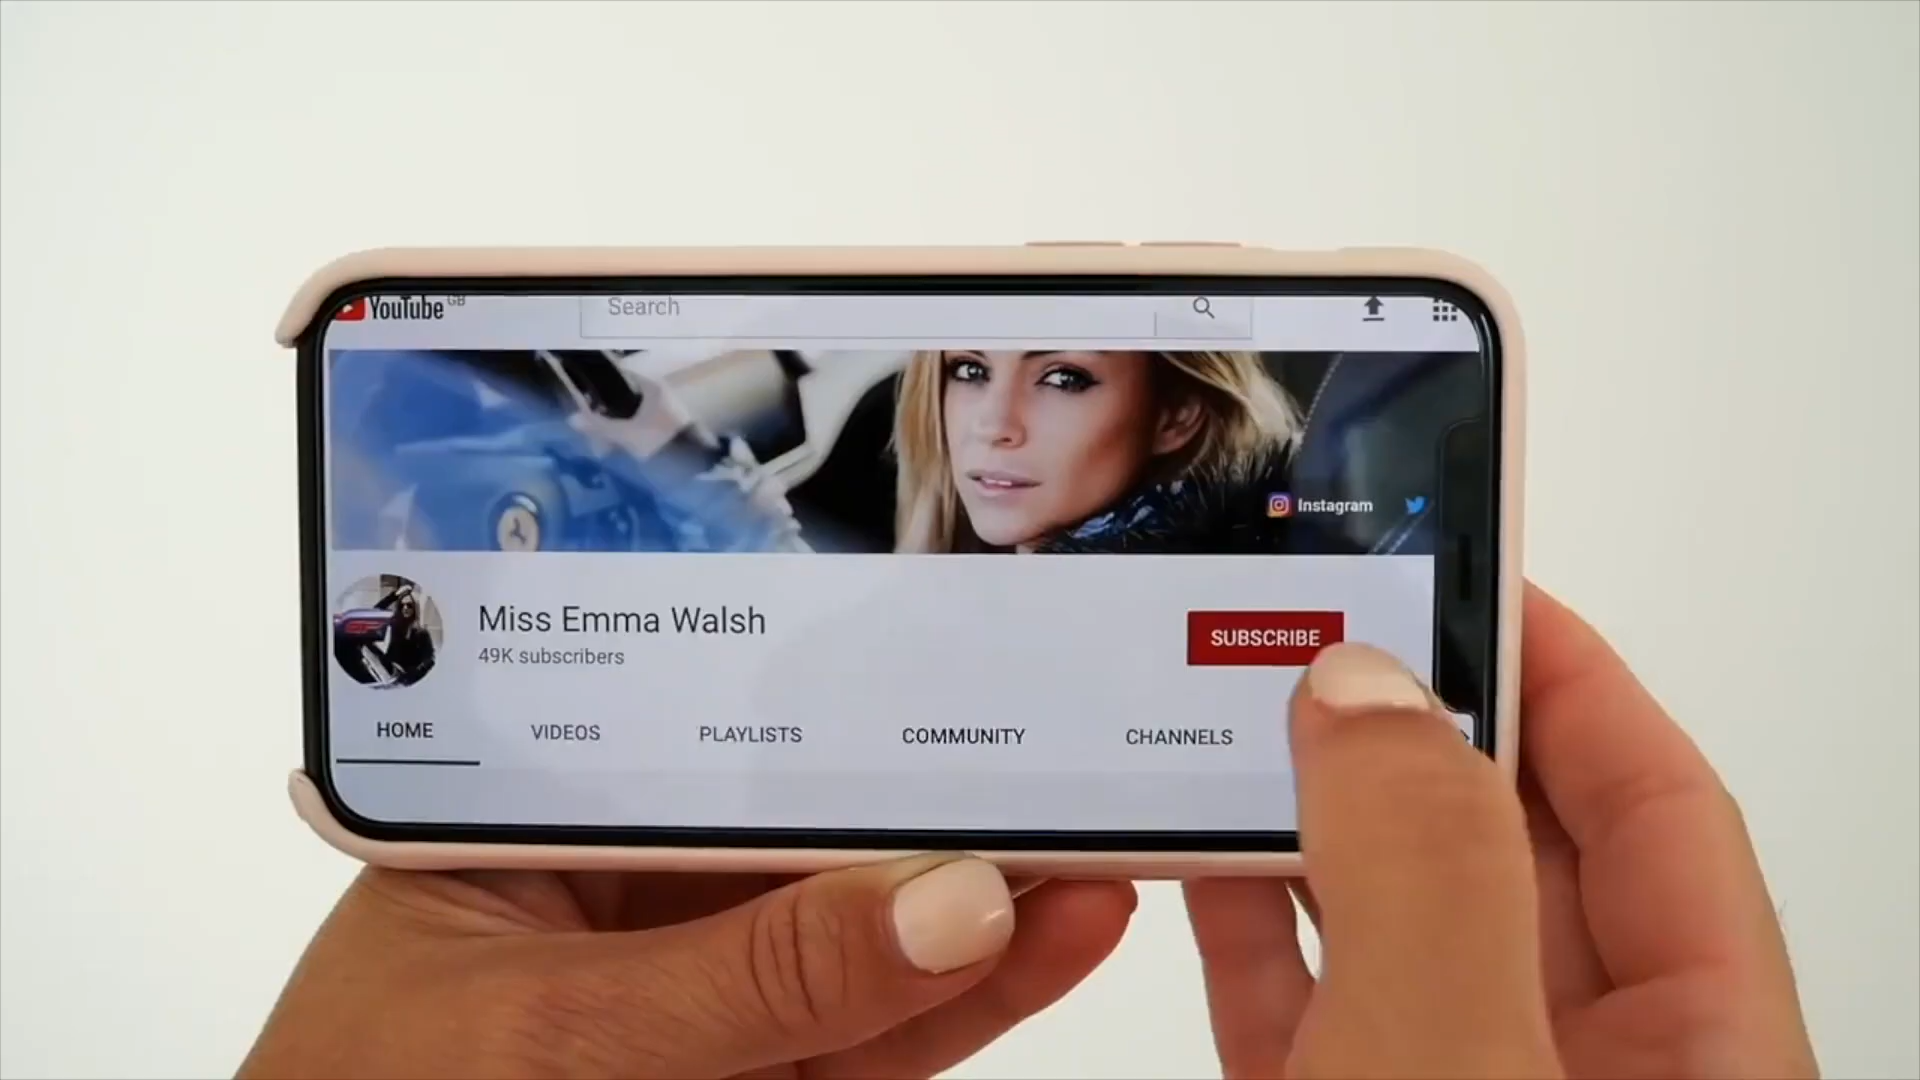 YouTube GB
Search
Instagram
Miss Emma Walsh
49K subscribers
SUBSCRIBE
HOME VIDEOS PLAYLISTS COMMUNITY CHANNELS